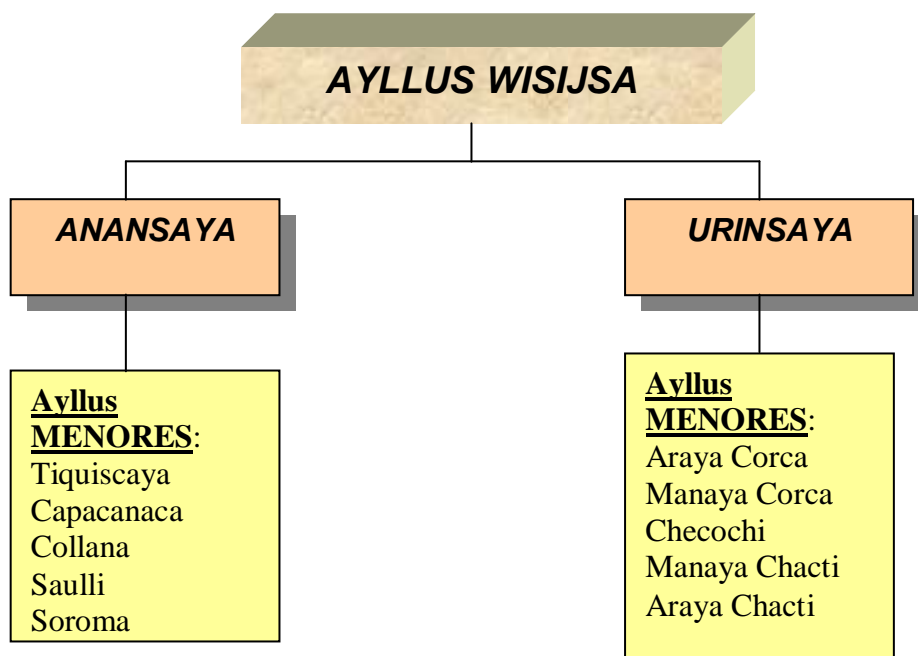 AYLLUS WISIJSA
ANANSAYA
URINSAYA
Ayllus
MENORES:
Tiquiscaya
Capacanaca
Collana
Saulli
Soroma
Ayllus
MENORES:
Araya Corca
Manaya Corca
Checochi
Manaya Chacti
Araya Chacti